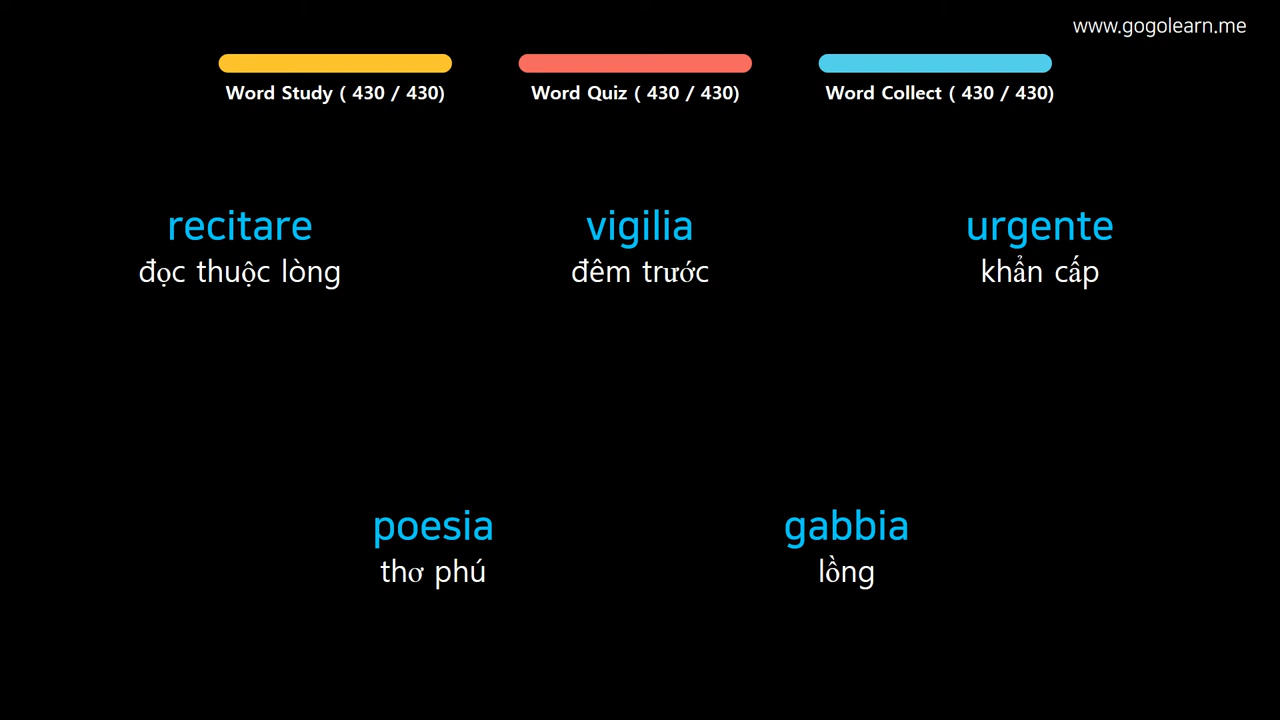 www.gogolearn.me
Word Study ( 430 / 430)
Word Quiz ( 430 / 430)
Word Collect ( 430 / 430)
recitare
đọc thuộc lòng
vigilia
đêm trước
urgente
khẩn cấp
poesia
thơ phú
gabbia
lồng